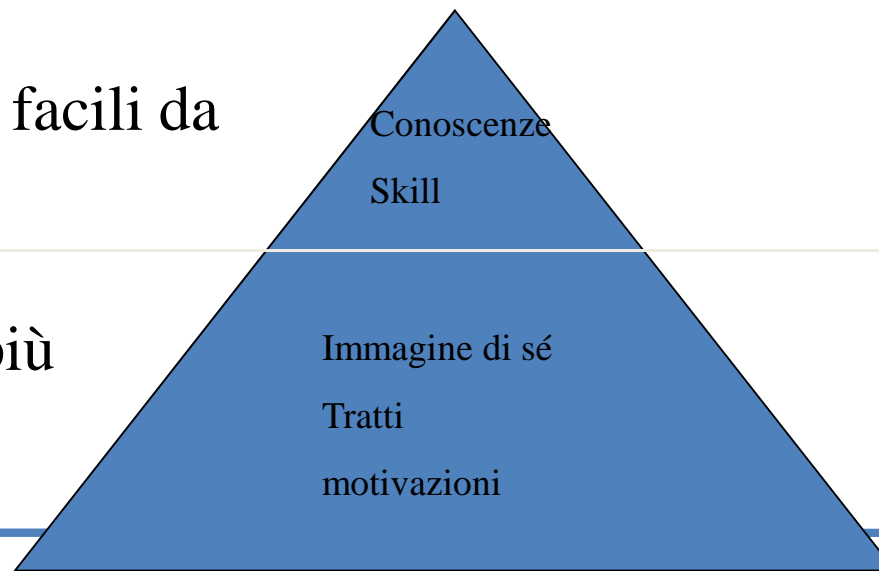 facili da
Conoscenze
Skill
più
Immagine di sé
Tratti
motivazioni